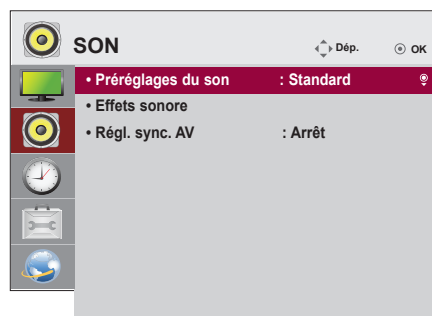 SON
Dép.
OK
• Préréglages du son : Standard
• Effets sonore
• Régl. sync. AV : Arrêt